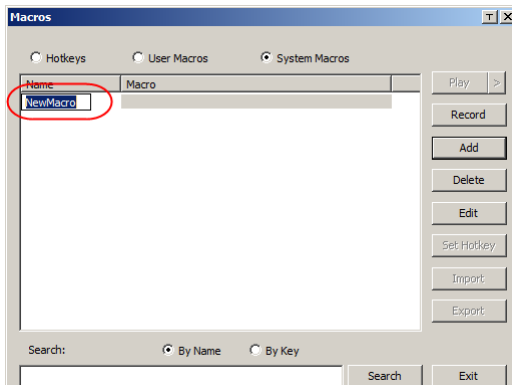 Macros
Hotkeys User Macros System Macros
Name Macro
NewMacro
Play >
Record
Add
Delete
Edit
Set Hotkey
Import
Export
Search: By Name By Key
Search Exit